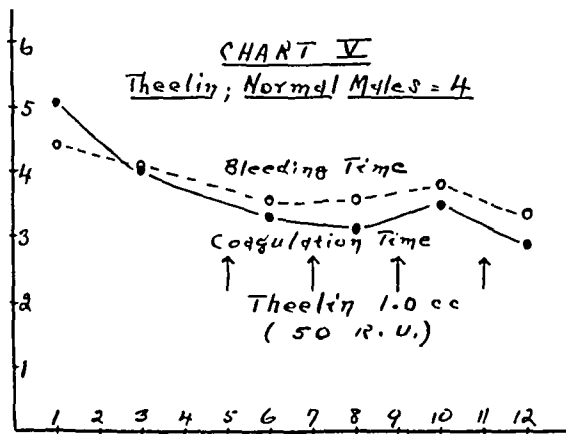 CHART V
Theelin; Normal Males = 4
Bleeding Time
Coagulation Time
Theelin 1.0 cc
( 50 R.U.)
6
5
4
3
2
1
1 2 3 4 5 6 7 8 9 10 11 12